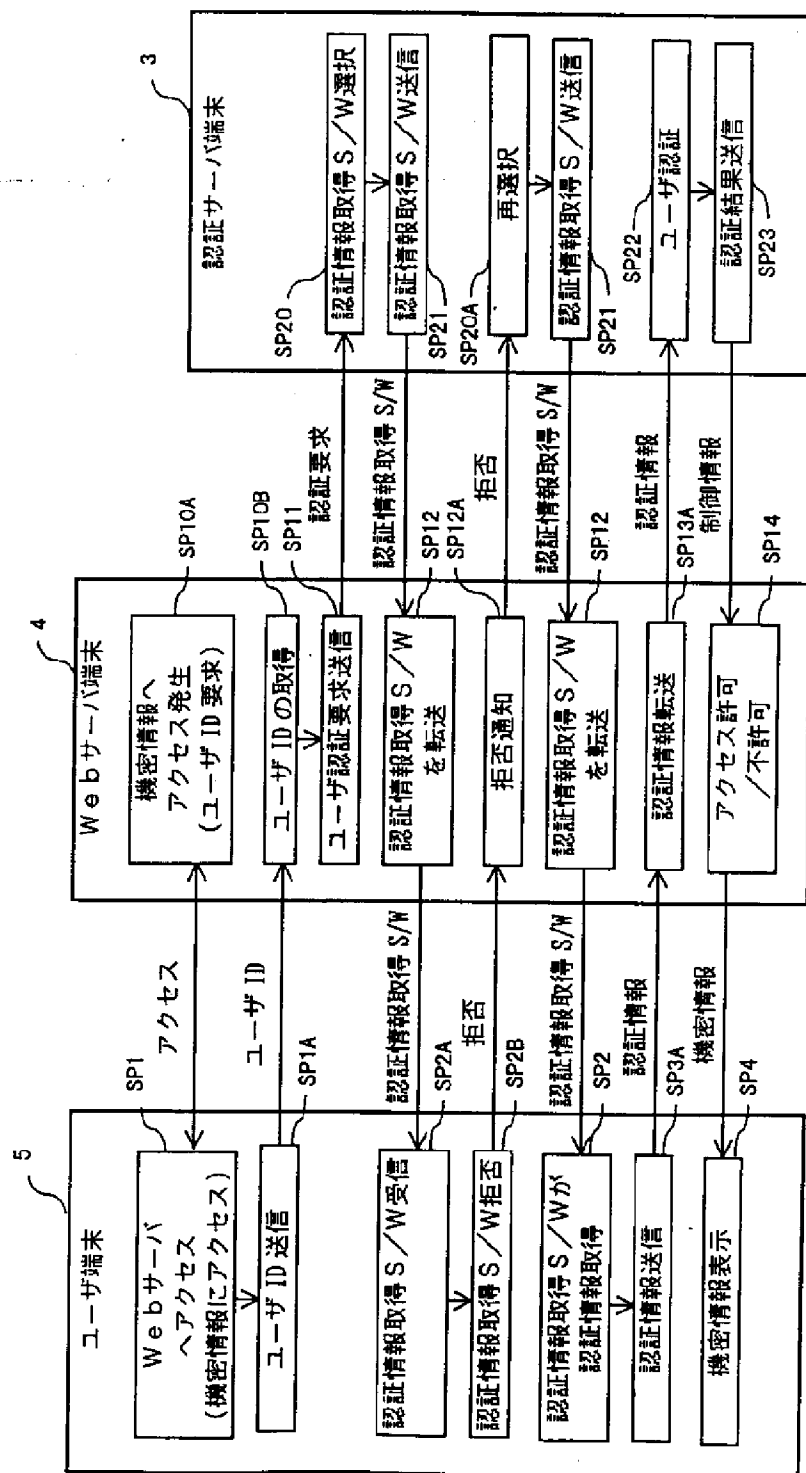 5
ユーザ端末
SP1
Webサーバ
へアクセス
(機密情報にアクセス)
ユーザID送信
SP1A
認証情報取得S/W受信
SP2A
認証情報取得S/W拒否
SP2B
認証情報取得S/Wが
認証情報取得
SP2
認証情報送信
SP3A
機密情報表示
SP4
アクセス
ユーザID
認証情報取得S/W
拒否
認証情報取得S/W
認証情報
機密情報
4
Webサーバ端末
機密情報へ
アクセス発生
(ユーザID要求)
SP10A
ユーザIDの取得
SP10B
ユーザ認証要求送信
SP11
認証情報取得S/W
を転送
SP12
拒否通知
SP12A
認証情報取得S/W
を転送
SP12
認証情報転送
SP13A
アクセス許可
/不許可
SP14
認証要求
認証情報取得S/W
拒否
認証情報取得S/W
認証情報
制御情報
3
認証サーバ端末
SP20
認証情報取得S/W選択
認証情報取得S/W送信
SP21
SP20A
再選択
認証情報取得S/W送信
SP21
SP22
ユーザ認証
認証結果送信
SP23